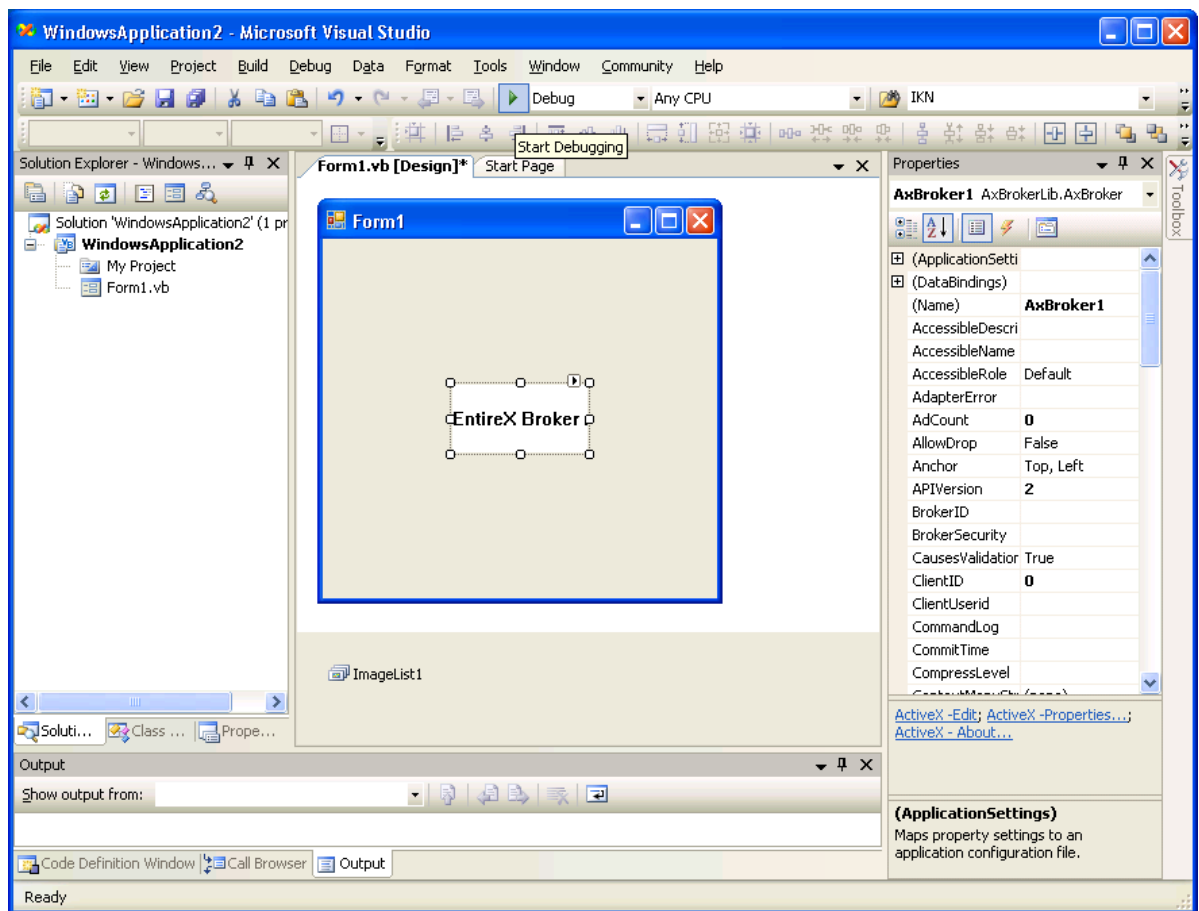 WindowsApplication2 - Microsoft Visual Studio
File Edit View Project Build Debug Data Format Tools Window Community Help
Debug Any CPU IKN
Start Debugging
Solution Explorer - Windows...
Solution 'WindowsApplication2' (1 pr
WindowsApplication2
My Project
Form1.vb
Soluti... Class ... Prope...
Form1.vb [Design]* Start Page
Form1
EntireX Broker
ImageList1
Properties
AxBroker1 AxBrokerLib.AxBroker
(ApplicationSetti
(DataBindings)
(Name) AxBroker1
AccessibleDescri
AccessibleName
AccessibleRole Default
AdapterError
AdCount 0
AllowDrop False
Anchor Top, Left
APIVersion 2
BrokerID
BrokerSecurity
CausesValidation True
ClientID 0
ClientUserid
CommandLog
CommitTime
CompressLevel
ActiveX -Edit; ActiveX -Properties...;
ActiveX - About...
(ApplicationSettings)
Maps property settings to an
application configuration file.
Toolbox
Output
Show output from:
Code Definition Window Call Browser Output
Ready